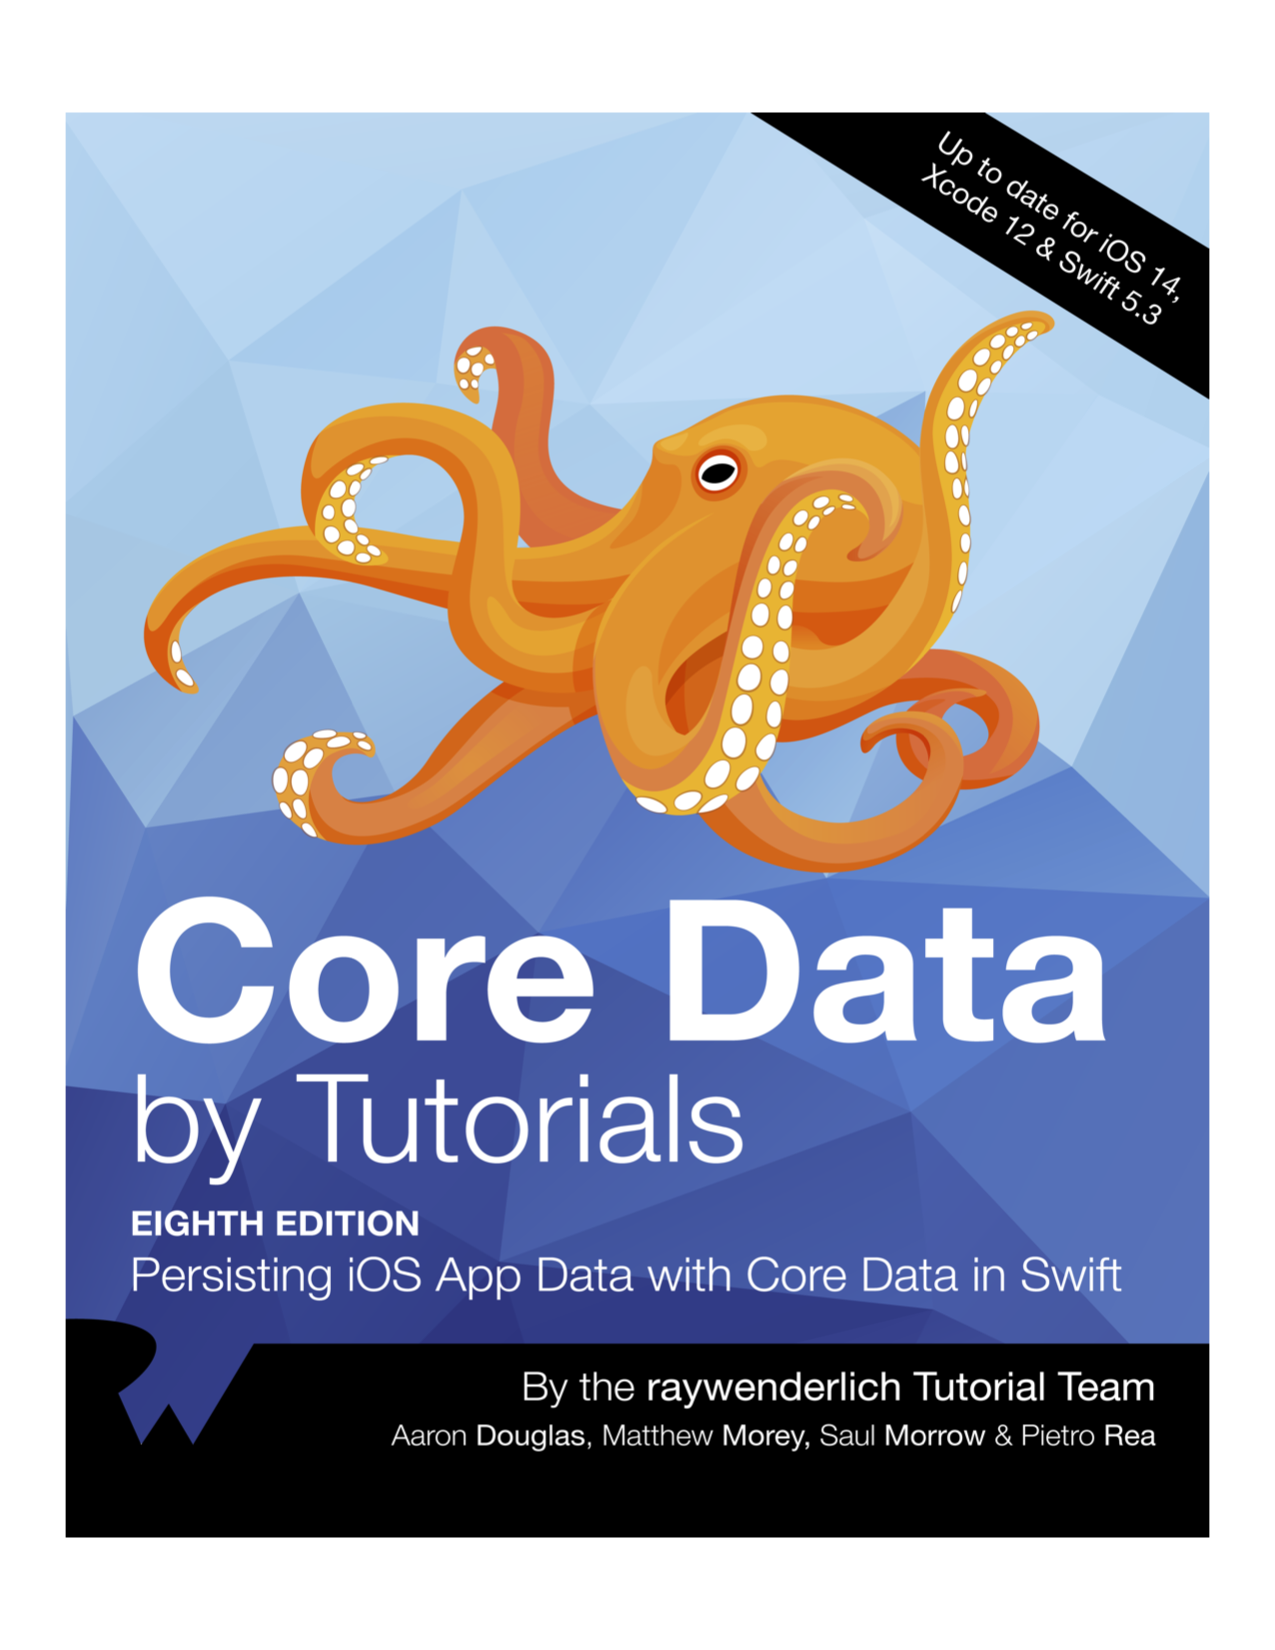 Up to date for iOS 14,
Xcode 12 & Swift 5.3
Core Data
by Tutorials
EIGHTH EDITION
Persisting iOS App Data with Core Data in Swift
By the raywenderlich Tutorial Team
Aaron Douglas, Matthew Morey, Saul Morrow & Pietro Rea